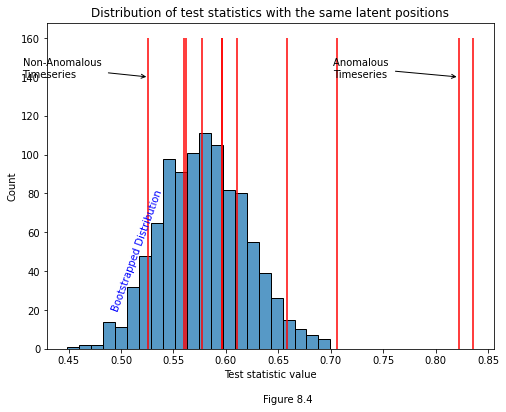 Distribution of test statistics with the same latent positions
160
Non-Anomalous
Timeseries
Anomalous
Timeseries
140
120
100
80
60
40
20
0
Count
Bootstrapped Distribution
0.45 0.50 0.55 0.60 0.65 0.70 0.75 0.80 0.85
Test statistic value
Figure 8.4